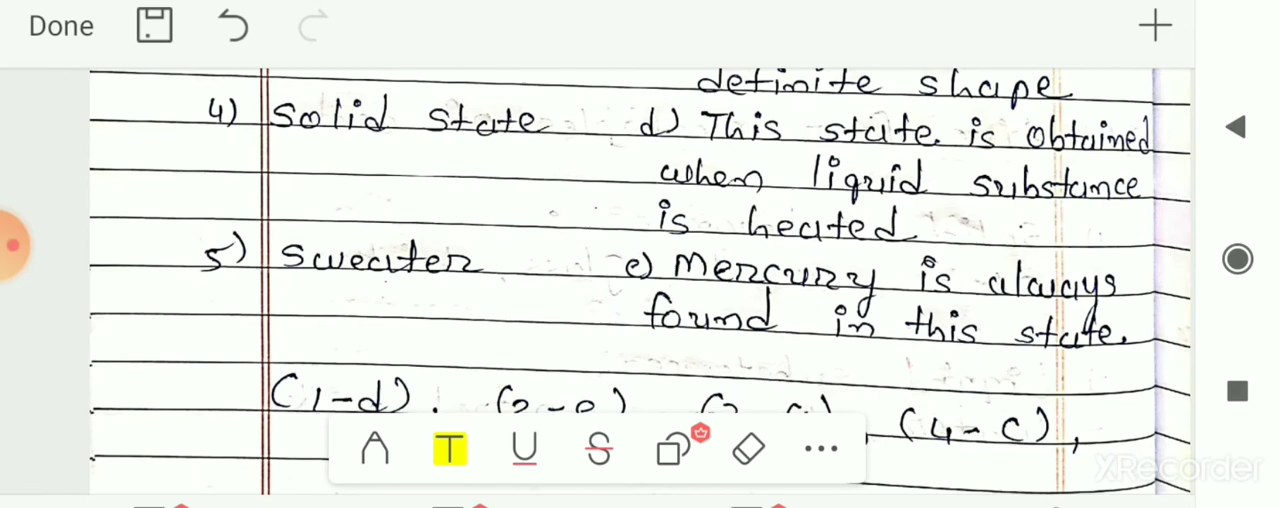 Done
definite shape
4) Solid state d) This state is obtained
when liquid substance
is heated
5) Sweater e) Mercury is always
found in this state.
(1-d). (2-e) (4-c),
A T U S
XRecorder